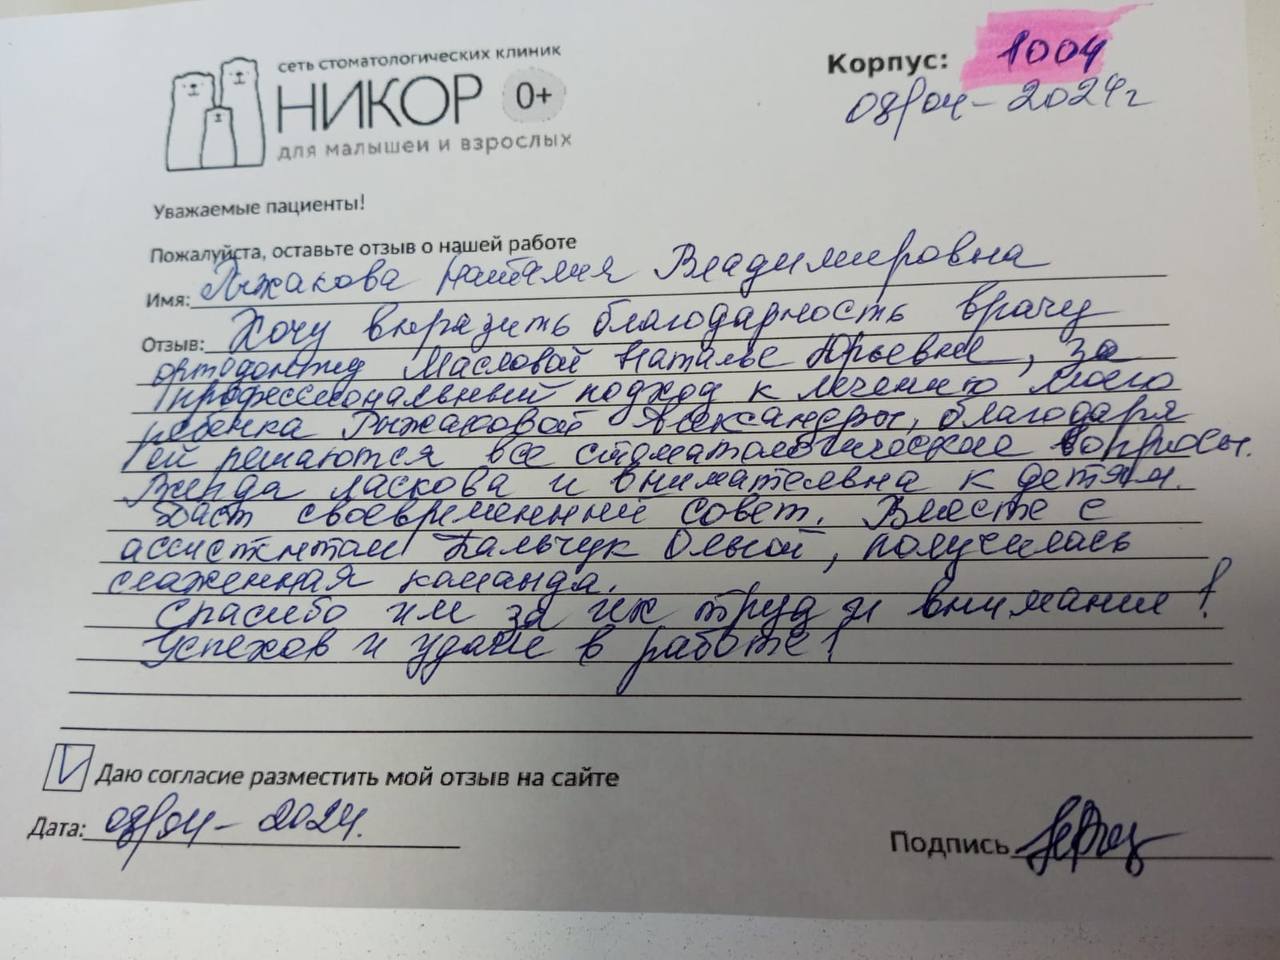 сеть стоматологических клиник
НИКОР 0+
для малышей и взрослых
Корпус: 1004
08/04-2024г
Уважаемые пациенты!
Пожалуйста, оставьте отзыв о нашей работе
Имя: Рыжакова Наталия Владимировна
Отзыв: Хочу выразить благодарность врачу
ортодонту Масловой Наталье Юрьевне, за
профессиональный подход к лечению моего
ребенка Рыжаковой Александры, благодаря
ей решаются все стоматологические вопросы.
Всегда ласкова и внимательна к детям.
своевременный совет. Вместе с
ассистентом Пальчук Ольгой, получилась
слаженная команда.
Спасибо им за их труд и внимание!
Успехов и удачи в работе!
Даю согласие разместить мой отзыв на сайте
Дата: 08/04-2024.
Подпись